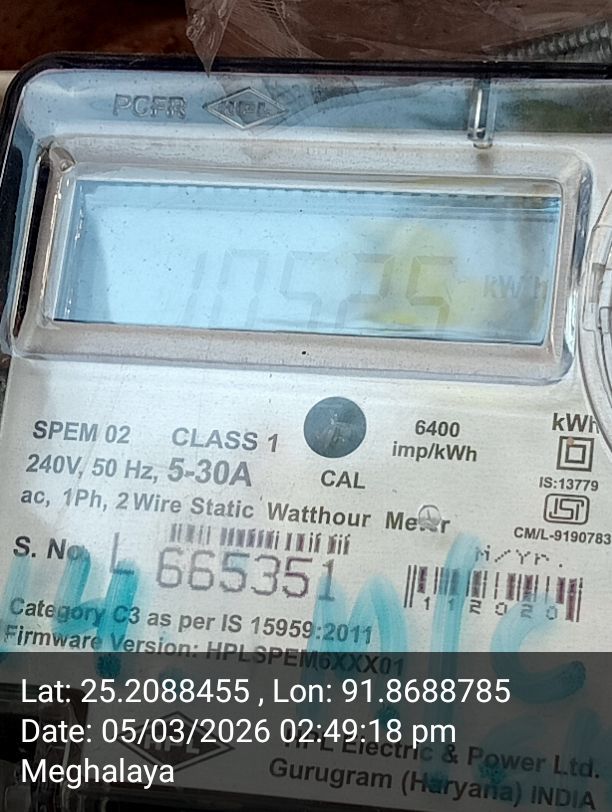 PCFR HPL
10525 kWh
SPEM 02 CLASS 1
6400
imp/kWh
kWh
240V, 50 Hz, 5-30A
CAL
IS:13779
ac, 1Ph, 2 Wire Static Watthour Meter
ISI
CM/L-9190783
S. No. L 665351
M/Yr.
112020
Category C3 as per IS 15959:2011
Firmware Version: HPLSPEM6XXX01
Lat: 25.2088455 , Lon: 91.8688785
Date: 05/03/2026 02:49:18 pm
Meghalaya
HPL
HPL Electric & Power Ltd.
Gurugram (Haryana) INDIA